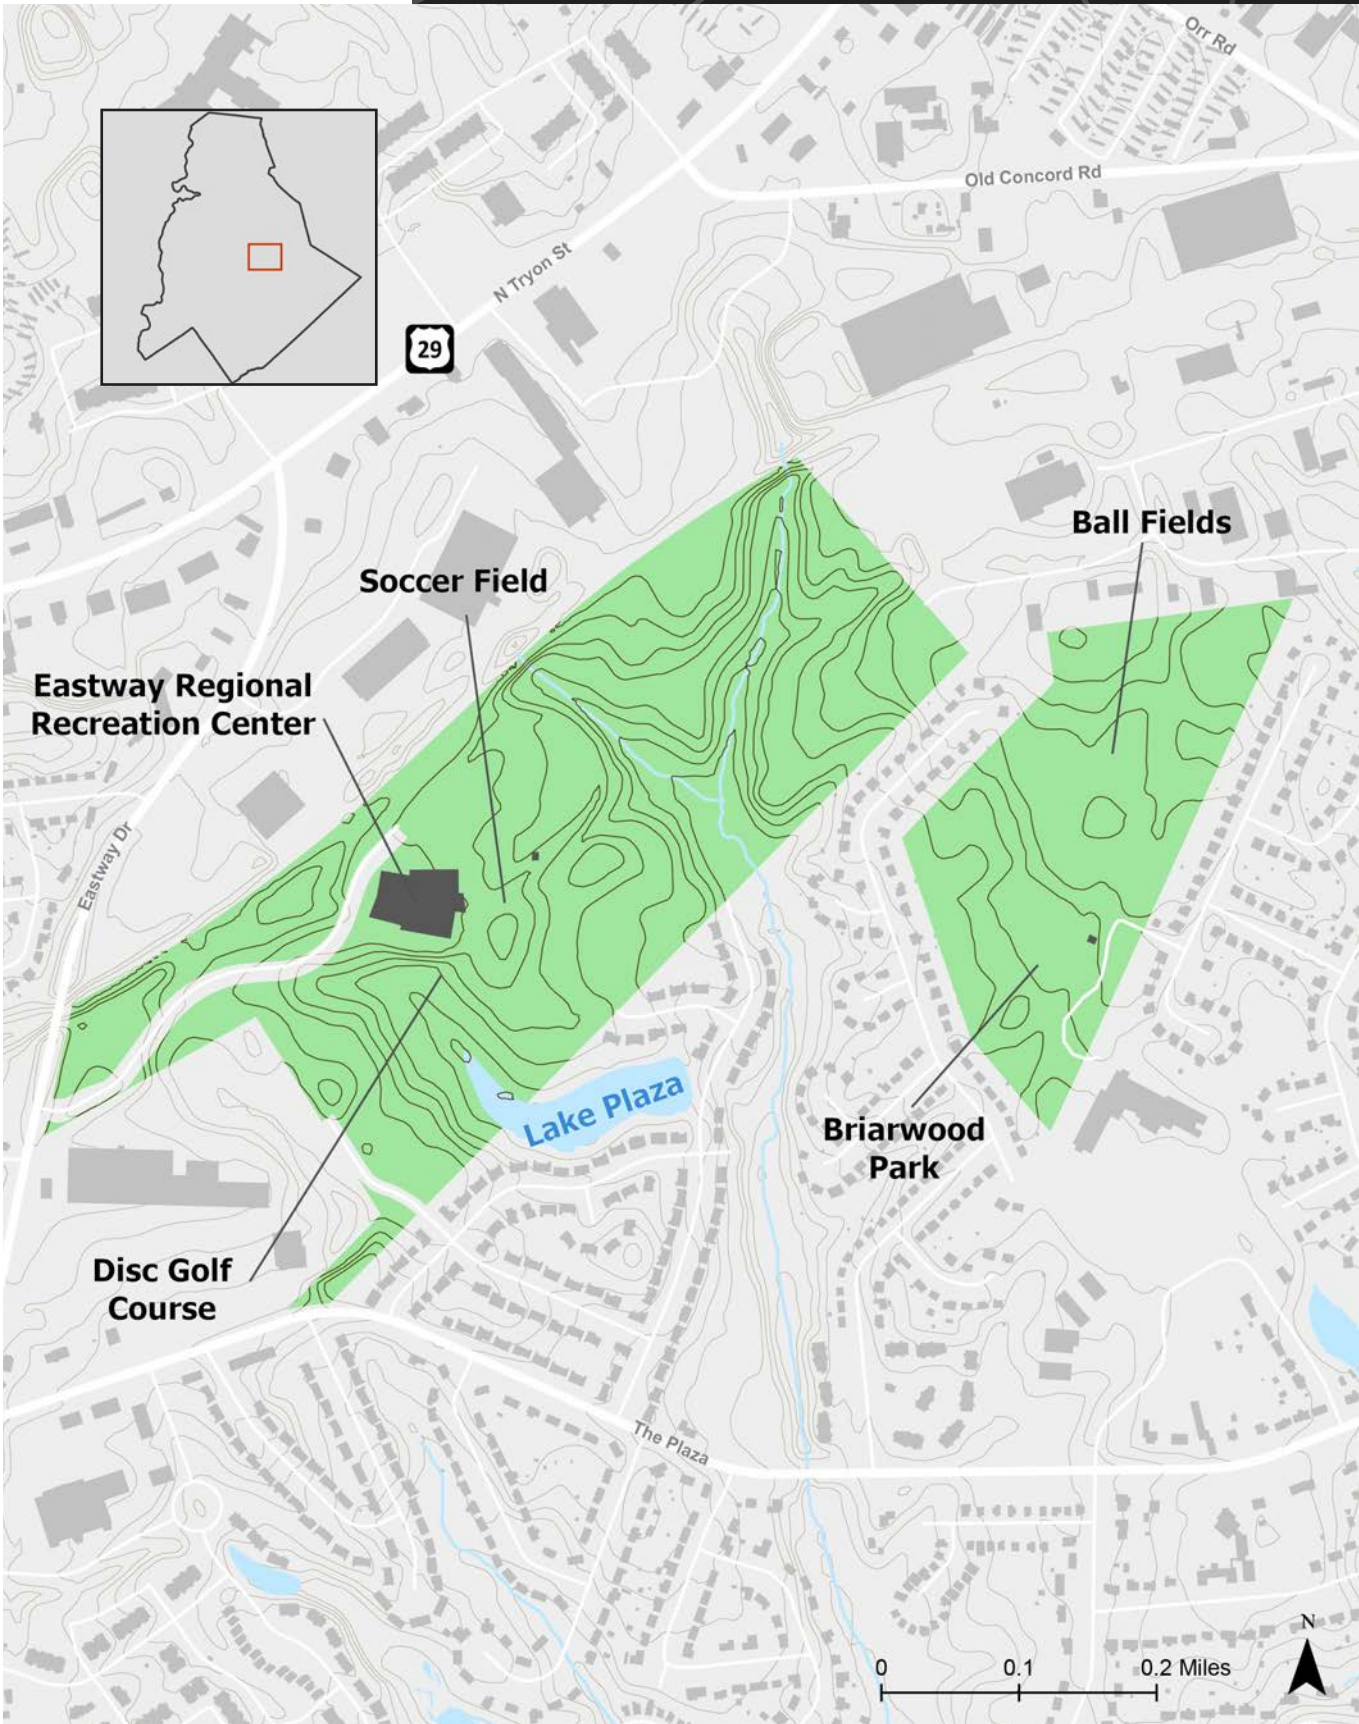 Orr Rd
Old Concord Rd
N Tryon St
29
Ball Fields
Soccer Field
Eastway Regional
Recreation Center
Eastway Dr
Lake Plaza
Briarwood
Park
Disc Golf
Course
The Plaza
N
0 0.1 0.2 Miles